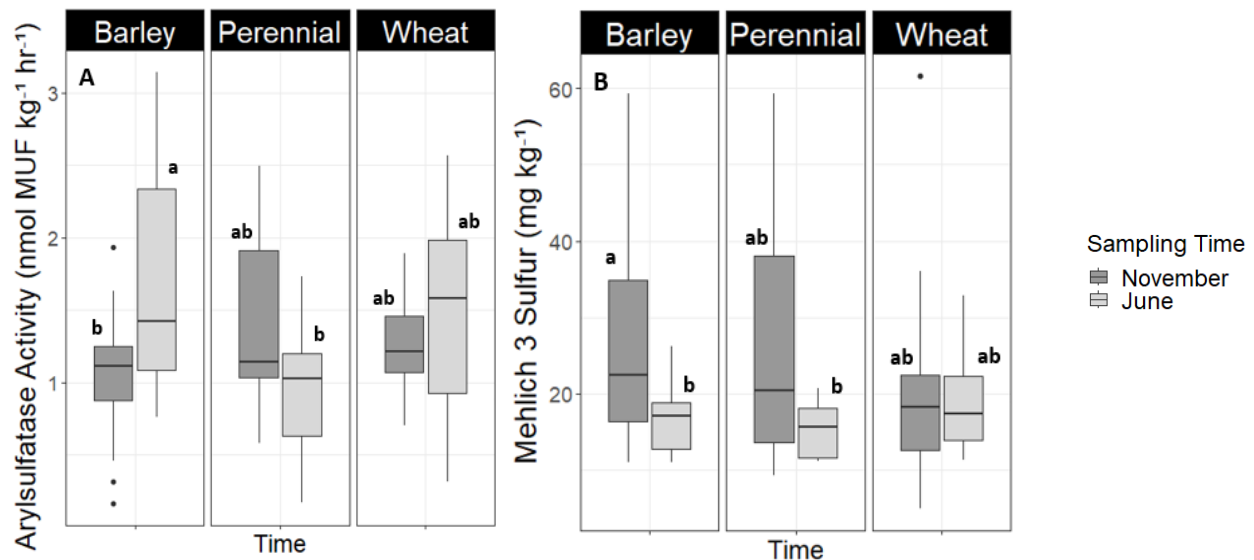 Barley Perennial Wheat
A
Arylsulfatase Activity (nmol MUF kg⁻¹ hr⁻¹)
3
2
1
b
a
ab
b
ab
ab
Time
Barley Perennial Wheat
B
Mehlich 3 Sulfur (mg kg⁻¹)
60
40
20
a
b
ab
b
ab
ab
Time
Sampling Time
November
June